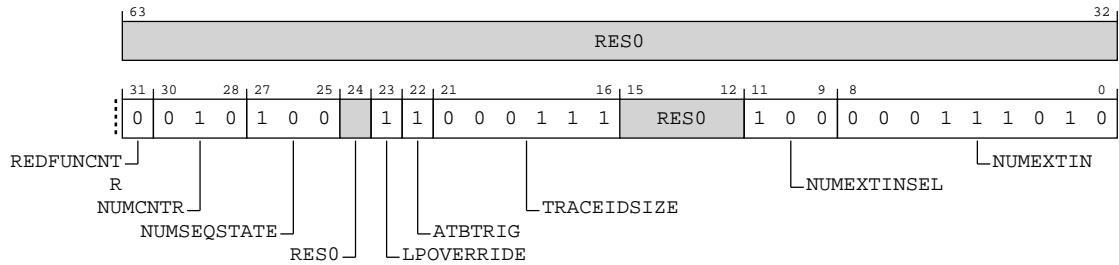 63 32
RES0
31 30 28 27 25 24 23 22 21 16 15 12 11 9 8 0
0 0 1 0 1 0 0 1 1 0 0 0 1 1 1 RES0 1 0 0 0 0 0 1 1 1 0 1 0
REDFUNCNT NUMEXTIN
R NUMEXTINSEL
NUMCNTR TRACEIDSIZE
NUMSEQSTATE ATBTRIG
RES0 LPOVERRIDE